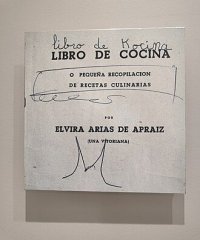 libro de Kocina
LIBRO DE COCINA
O PEQUEÑA RECOPILACION
DE RECETAS CULINARIAS
POR
ELVIRA ARIAS DE APRAIZ
(UNA VITORIANA)